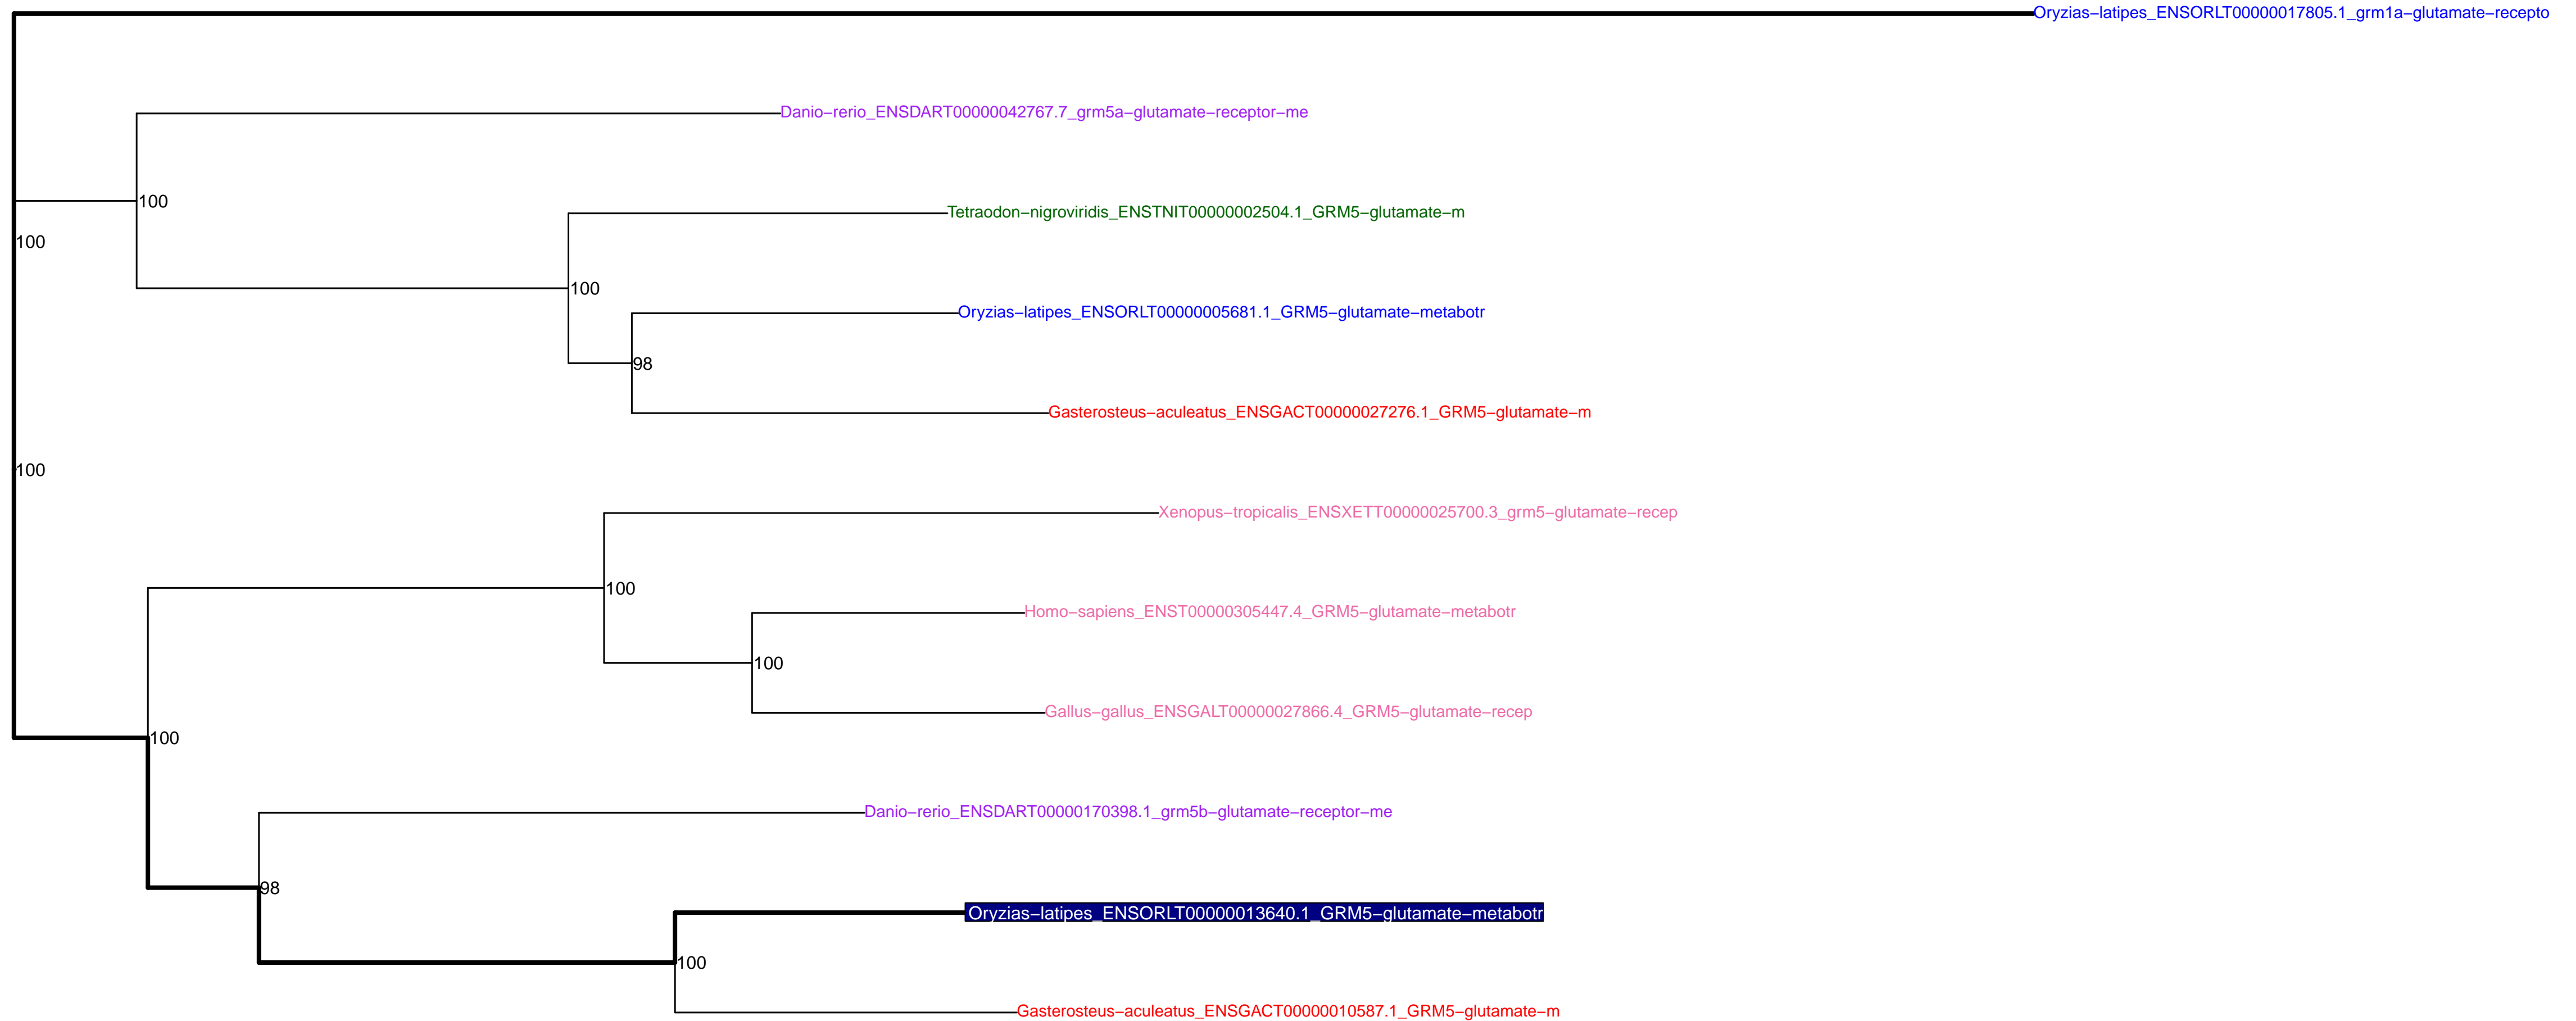 Oryzias−latipes_ENSORLT00000017805.1_grm1a−glutamate−recepto
Danio−rerio_ENSDART00000042767.7_grm5a−glutamate−receptor−me
100
Tetraodon−nigroviridis_ENSTNIT00000002504.1_GRM5−glutamate−m
100
100
Oryzias−latipes_ENSORLT00000005681.1_GRM5−glutamate−metabotr
98
Gasterosteus−aculeatus_ENSGACT00000027276.1_GRM5−glutamate−m
100
Xenopus−tropicalis_ENSXETT00000025700.3_grm5−glutamate−recep
100
Homo−sapiens_ENST00000305447.4_GRM5−glutamate−metabotr
100
Gallus−gallus_ENSGALT00000027866.4_GRM5−glutamate−recep
100
Danio−rerio_ENSDART00000170398.1_grm5b−glutamate−receptor−me
98
Oryzias−latipes_ENSORLT00000013640.1_GRM5−glutamate−metabotr
100
Gasterosteus−aculeatus_ENSGACT00000010587.1_GRM5−glutamate−m